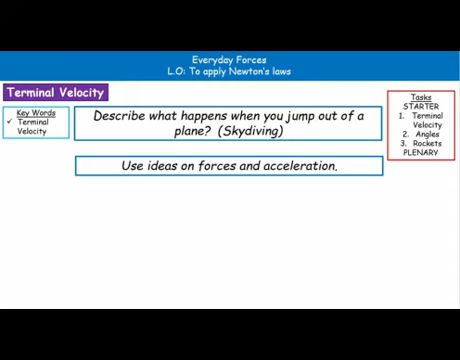 Everyday Forces
L.O: To apply Newton's laws
Terminal Velocity
Key Words
✓ Terminal
Velocity
Describe what happens when you jump out of a
plane? (Skydiving)
Use ideas on forces and acceleration.
Tasks
STARTER
1. Terminal
Velocity
2. Angles
3. Rockets
PLENARY